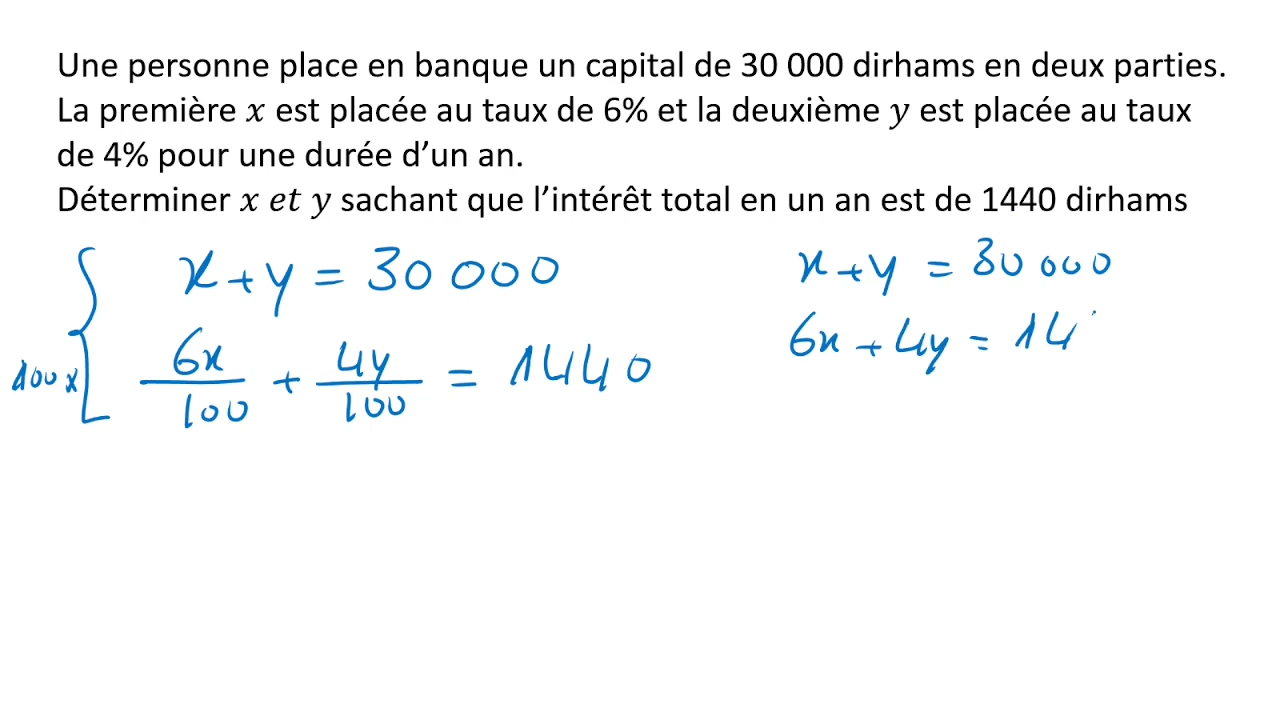 Une personne place en banque un capital de 30 000 dirhams en deux parties.
La première x est placée au taux de 6% et la deuxième y est placée au taux
de 4% pour une durée d’un an.
Déterminer x et y sachant que l’intérêt total en un an est de 1440 dirhams
x + y = 30 000
100 x
6x/100 + 4y/100 = 1440
x + y = 30 000
6x + 4y = 14